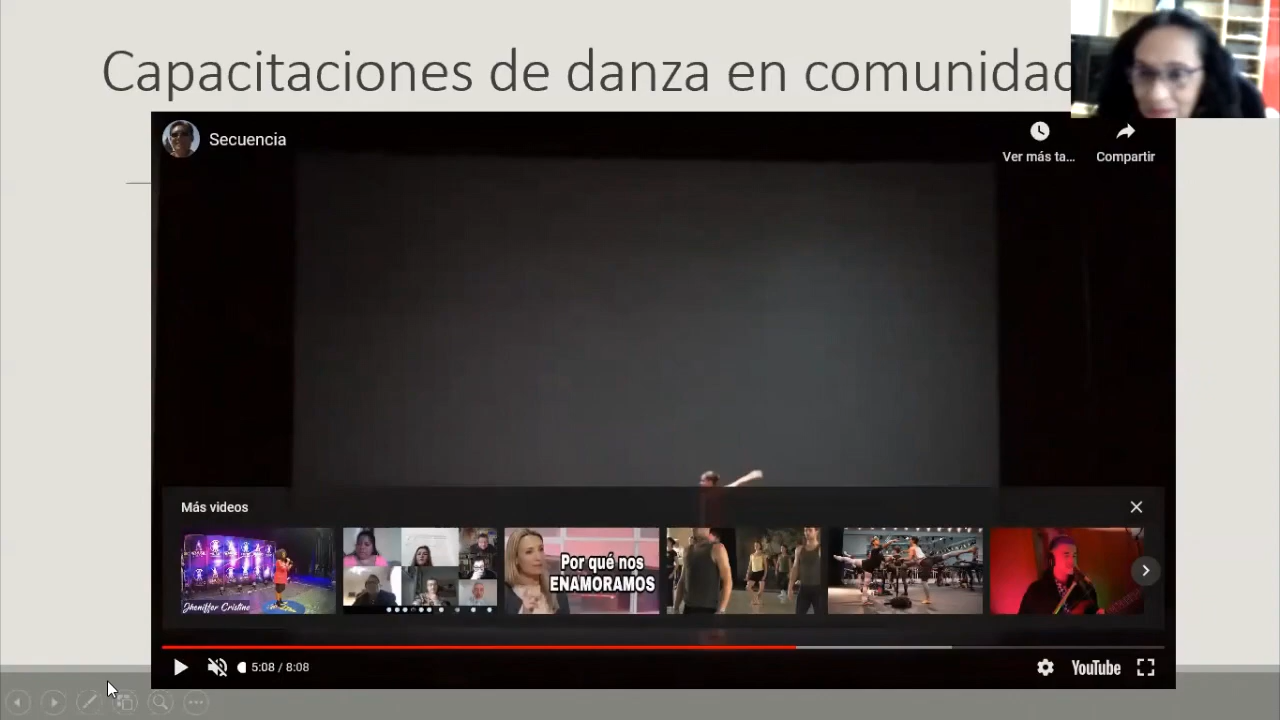 Capacitaciones de danza en comunidad
Secuencia
Ver más ta...
Compartir
Más videos
Jheniffer Cristine
Por qué nos
ENAMORAMOS
5:08 / 8:08
YouTube